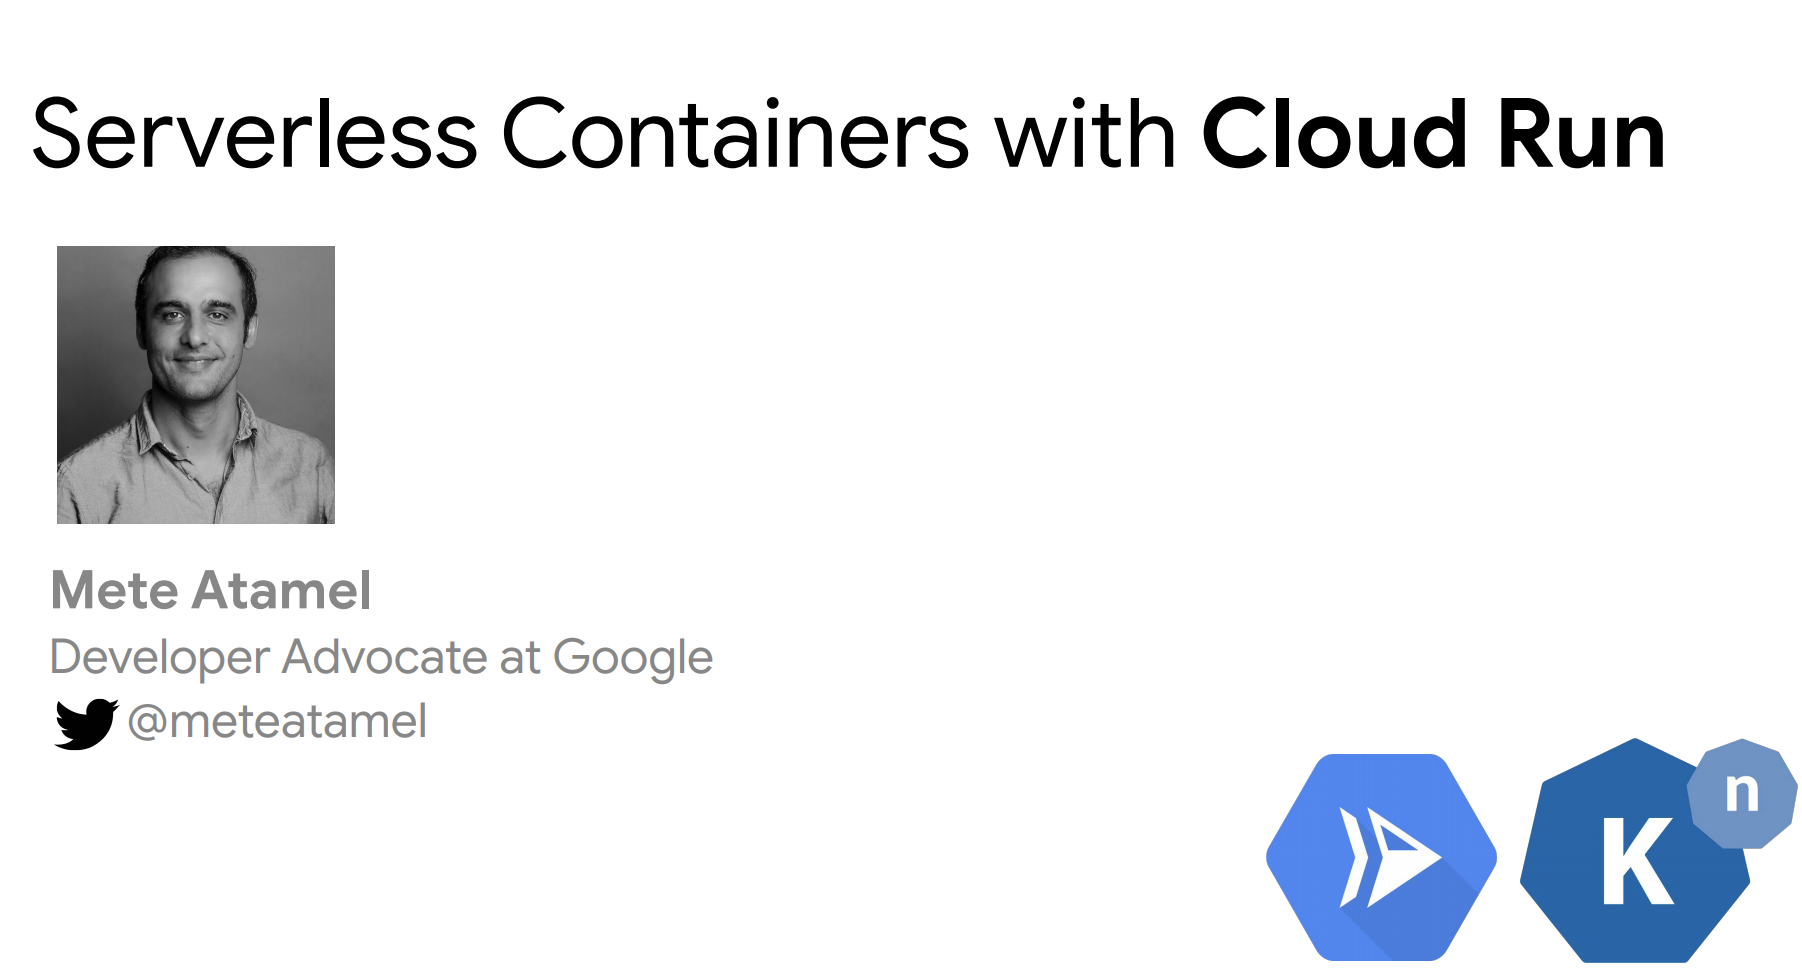 Serverless Containers with Cloud Run
Mete Atamel
Developer Advocate at Google
@meteatamel
K
n